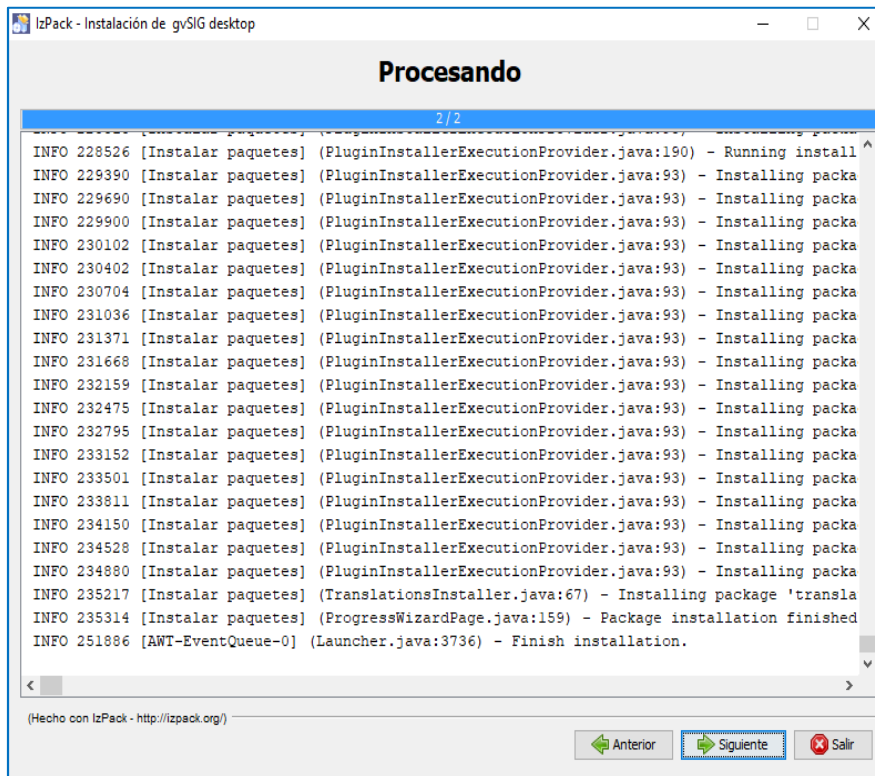 IzPack - Instalación de gvSIG desktop
Procesando
2 / 2
INFO 228526 [Instalar paquetes] (PluginInstallerExecutionProvider.java:190) - Running install
INFO 229390 [Instalar paquetes] (PluginInstallerExecutionProvider.java:93) - Installing packa
INFO 229690 [Instalar paquetes] (PluginInstallerExecutionProvider.java:93) - Installing packa
INFO 229900 [Instalar paquetes] (PluginInstallerExecutionProvider.java:93) - Installing packa
INFO 230102 [Instalar paquetes] (PluginInstallerExecutionProvider.java:93) - Installing packa
INFO 230402 [Instalar paquetes] (PluginInstallerExecutionProvider.java:93) - Installing packa
INFO 230704 [Instalar paquetes] (PluginInstallerExecutionProvider.java:93) - Installing packa
INFO 231036 [Instalar paquetes] (PluginInstallerExecutionProvider.java:93) - Installing packa
INFO 231371 [Instalar paquetes] (PluginInstallerExecutionProvider.java:93) - Installing packa
INFO 231668 [Instalar paquetes] (PluginInstallerExecutionProvider.java:93) - Installing packa
INFO 232159 [Instalar paquetes] (PluginInstallerExecutionProvider.java:93) - Installing packa
INFO 232475 [Instalar paquetes] (PluginInstallerExecutionProvider.java:93) - Installing packa
INFO 232795 [Instalar paquetes] (PluginInstallerExecutionProvider.java:93) - Installing packa
INFO 233152 [Instalar paquetes] (PluginInstallerExecutionProvider.java:93) - Installing packa
INFO 233501 [Instalar paquetes] (PluginInstallerExecutionProvider.java:93) - Installing packa
INFO 233811 [Instalar paquetes] (PluginInstallerExecutionProvider.java:93) - Installing packa
INFO 234150 [Instalar paquetes] (PluginInstallerExecutionProvider.java:93) - Installing packa
INFO 234528 [Instalar paquetes] (PluginInstallerExecutionProvider.java:93) - Installing packa
INFO 234880 [Instalar paquetes] (PluginInstallerExecutionProvider.java:93) - Installing packa
INFO 235217 [Instalar paquetes] (TranslationsInstaller.java:67) - Installing package 'transla
INFO 235314 [Instalar paquetes] (ProgressWizardPage.java:159) - Package installation finished
INFO 251886 [AWT-EventQueue-0] (Launcher.java:3736) - Finish installation.
(Hecho con IzPack - http://izpack.org/)
Anterior
Siguiente
Salir